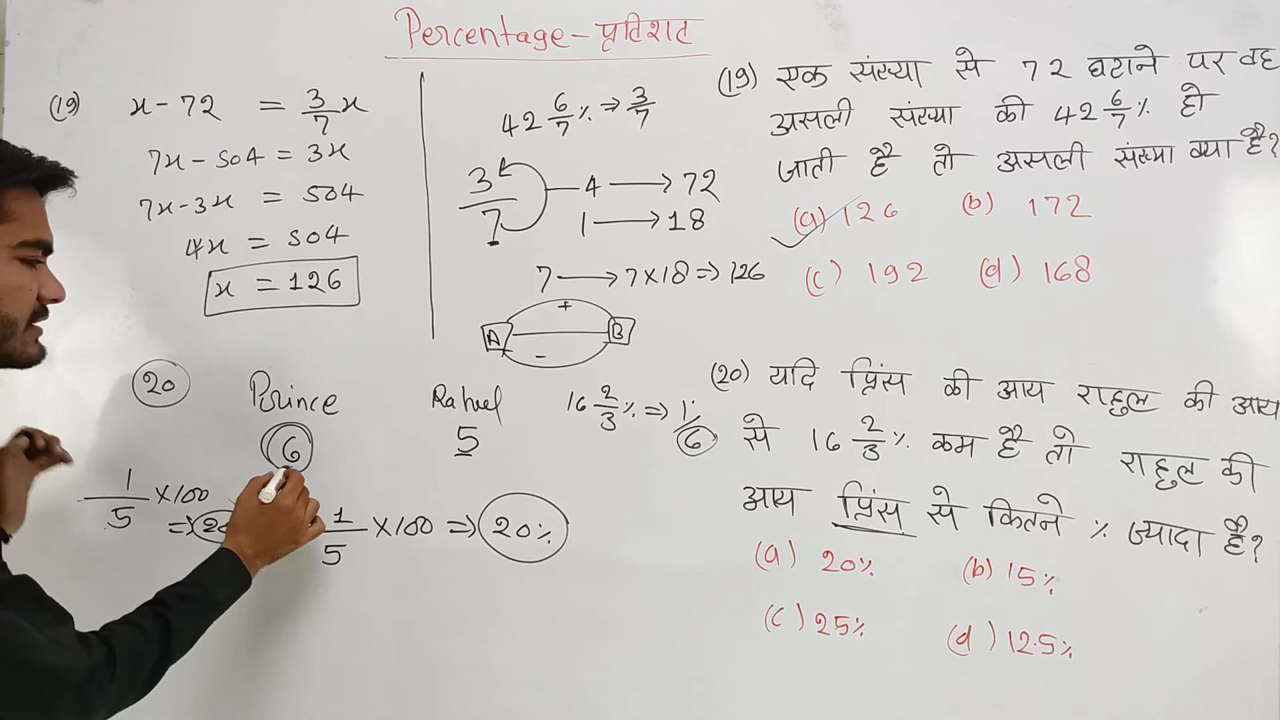 Percentage - प्रतिशत
(19) x - 72 = 3/7 x
7x - 504 = 3x
7x - 3x = 504
4x = 504
x = 126
42 6/7 % ⇒ 3/7
3/7
4 → 72
1 → 18
7 → 7×18 ⇒ 126
+
A B
-
(19) एक संख्या से 72 घटाने पर वह
असली संख्या की 42 6/7 % हो
जाती है तो असली संख्या क्या है?
(a) 126 (b) 172
(c) 192 (d) 168
20 Prince Rahul 16 2/3 % ⇒ 1/6
6 5
1/5 × 100
⇒
1/5 × 100 ⇒ 20%
(20) यदि प्रिंस की आय राहुल की आय
से 16 2/3 % कम है तो राहुल की
आय प्रिंस से कितने % ज्यादा है?
(a) 20% (b) 15%
(c) 25% (d) 12.5%